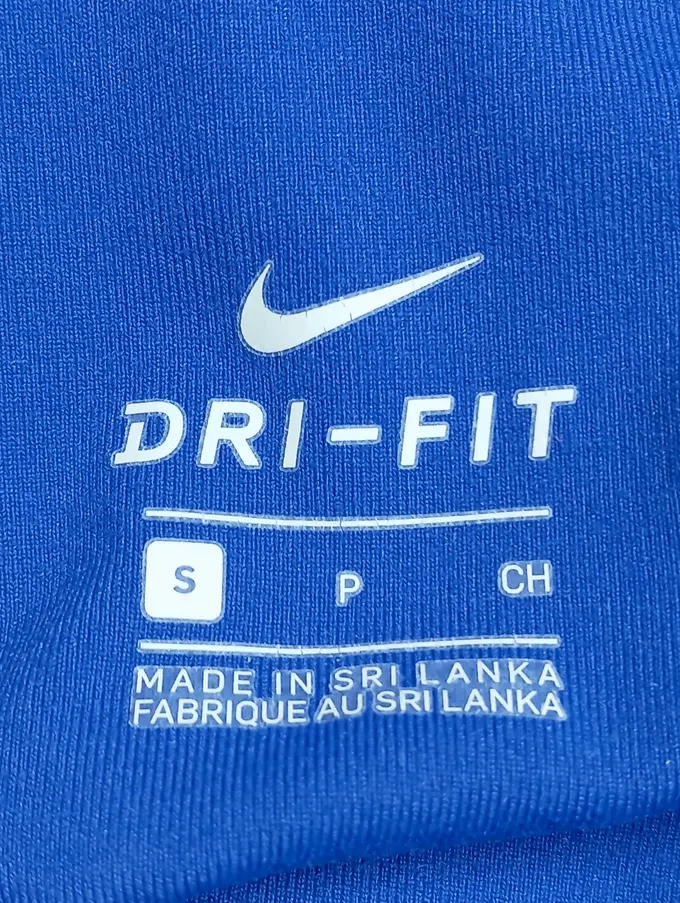 DRI-FIT
S P CH
MADE IN SRI LANKA
FABRIQUE AU SRI LANKA